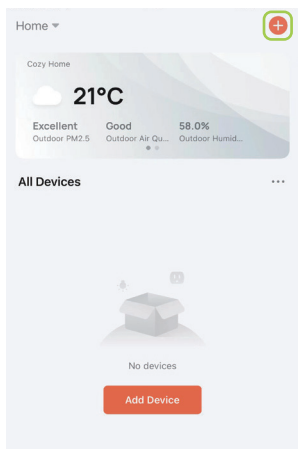 Home
Cozy Home
21°C
Excellent Good 58.0%
Outdoor PM2.5 Outdoor Air Qu... Outdoor Humid...
All Devices
No devices
Add Device